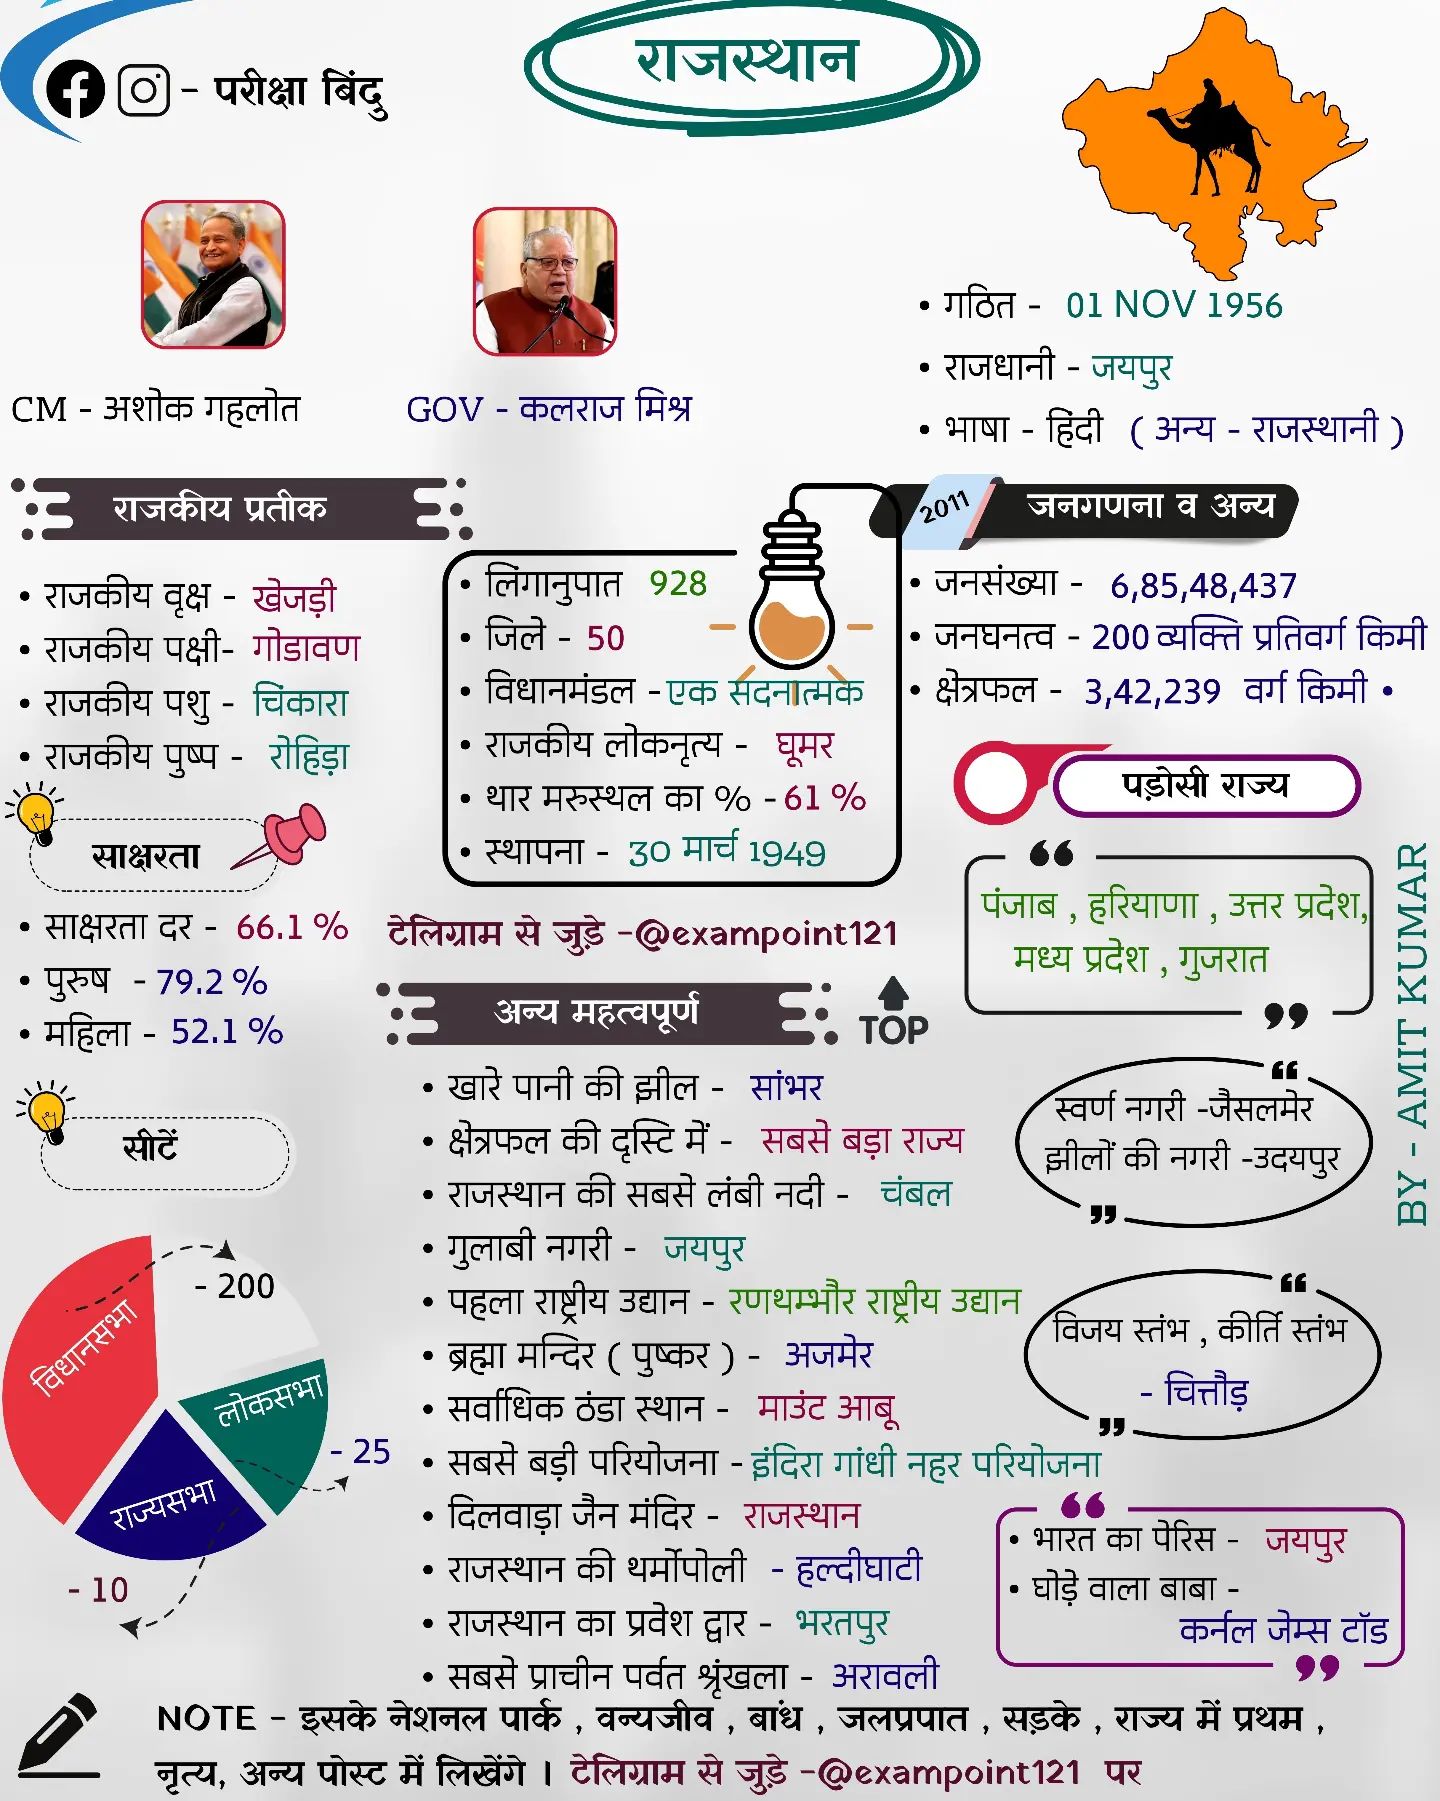 राजस्थान
- परीक्षा बिंदु
CM - अशोक गहलोत
GOV - कलराज मिश्र
• गठित - 01 NOV 1956
• राजधानी - जयपुर
• भाषा - हिंदी ( अन्य - राजस्थानी )
राजकीय प्रतीक
• राजकीय वृक्ष - खेजड़ी
• राजकीय पक्षी- गोडावण
• राजकीय पशु - चिंकारा
• राजकीय पुष्प - रोहिड़ा
• लिंगानुपात 928
• जिले - 50
• विधानमंडल -एक सदनात्मक
• राजकीय लोकनृत्य - घूमर
• थार मरुस्थल का % - 61 %
• स्थापना - 30 मार्च 1949
2011 जनगणना व अन्य
• जनसंख्या - 6,85,48,437
• जनघनत्व - 200 व्यक्ति प्रतिवर्ग किमी
• क्षेत्रफल - 3,42,239 वर्ग किमी •
पड़ोसी राज्य
पंजाब , हरियाणा , उत्तर प्रदेश,
मध्य प्रदेश , गुजरात
साक्षरता
• साक्षरता दर - 66.1 %
• पुरुष - 79.2 %
• महिला - 52.1 %
टेलिग्राम से जुड़े -@exampoint121
अन्य महत्वपूर्ण
TOP
• खारे पानी की झील - सांभर
• क्षेत्रफल की दृस्टि में - सबसे बड़ा राज्य
• राजस्थान की सबसे लंबी नदी - चंबल
• गुलाबी नगरी - जयपुर
• पहला राष्ट्रीय उद्यान - रणथम्भौर राष्ट्रीय उद्यान
• ब्रह्मा मन्दिर ( पुष्कर ) - अजमेर
• सर्वाधिक ठंडा स्थान - माउंट आबू
• सबसे बड़ी परियोजना - इंदिरा गांधी नहर परियोजना
• दिलवाड़ा जैन मंदिर - राजस्थान
• राजस्थान की थर्मोपोली - हल्दीघाटी
• राजस्थान का प्रवेश द्वार - भरतपुर
• सबसे प्राचीन पर्वत श्रृंखला - अरावली
स्वर्ण नगरी -जैसलमेर
झीलों की नगरी -उदयपुर
विजय स्तंभ , कीर्ति स्तंभ
- चित्तौड़
• भारत का पेरिस - जयपुर
• घोड़े वाला बाबा -
कर्नल जेम्स टॉड
BY - AMIT KUMAR
सीटें
विधानसभा
- 200
लोकसभा
- 25
राज्यसभा
- 10
NOTE - इसके नेशनल पार्क , वन्यजीव , बांध , जलप्रपात , सड़के , राज्य में प्रथम ,
नृत्य, अन्य पोस्ट में लिखेंगे । टेलिग्राम से जुड़े -@exampoint121 पर